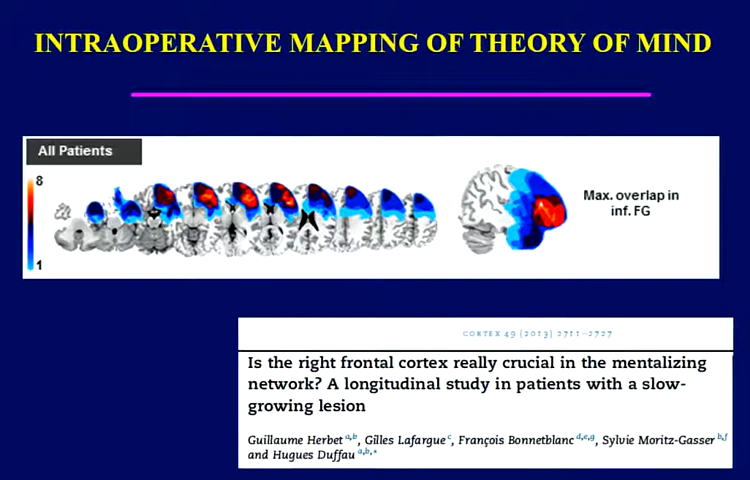 INTRAOPERATIVE MAPPING OF THEORY OF MIND
All Patients
8
1
Max. overlap in
inf. FG
CORTEX 49 (2013) 2711–2727
Is the right frontal cortex really crucial in the mentalizing
network? A longitudinal study in patients with a slow-
growing lesion
Guillaume Herbet a,b, Gilles Lafargue c, François Bonnetblanc d,e,g, Sylvie Moritz-Gasser b,f
and Hugues Duffau a,b,*